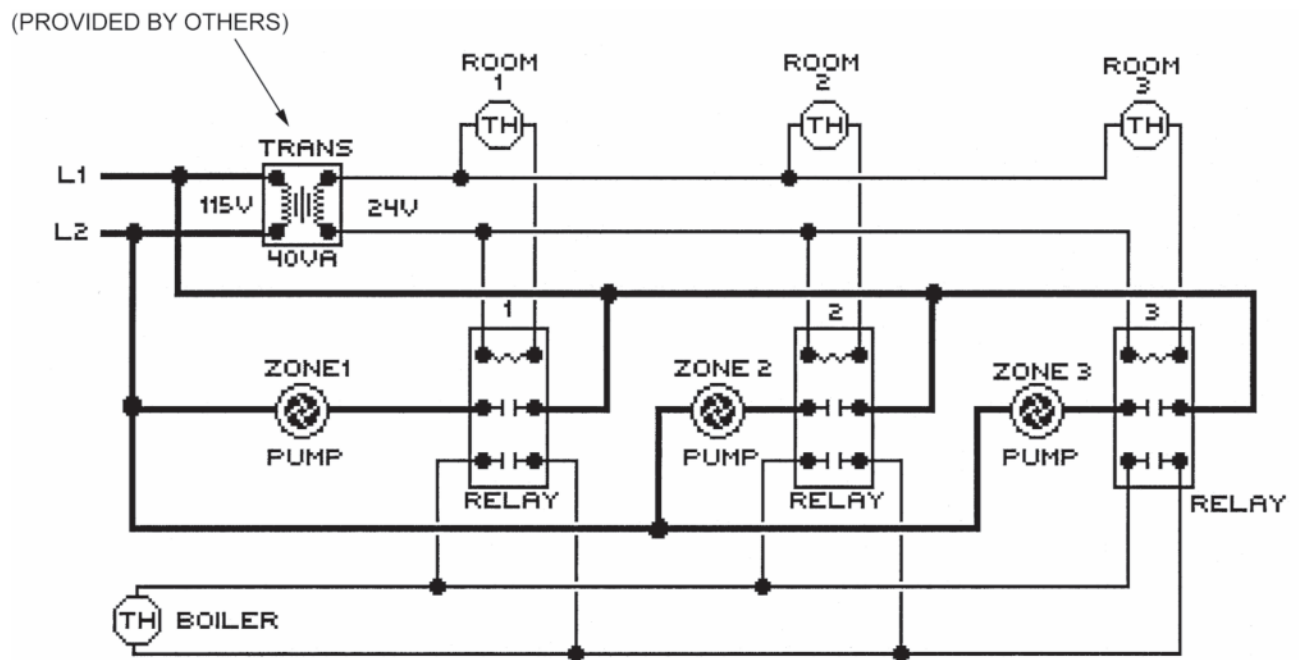 (PROVIDED BY OTHERS)
ROOM
1
ROOM
2
ROOM
3
TH
TH
TH
TRANS
L1
115V
24V
L2
40VA
1
2
3
ZONE1
ZONE 2
ZONE 3
PUMP
PUMP
PUMP
RELAY
RELAY
RELAY
TH
BOILER